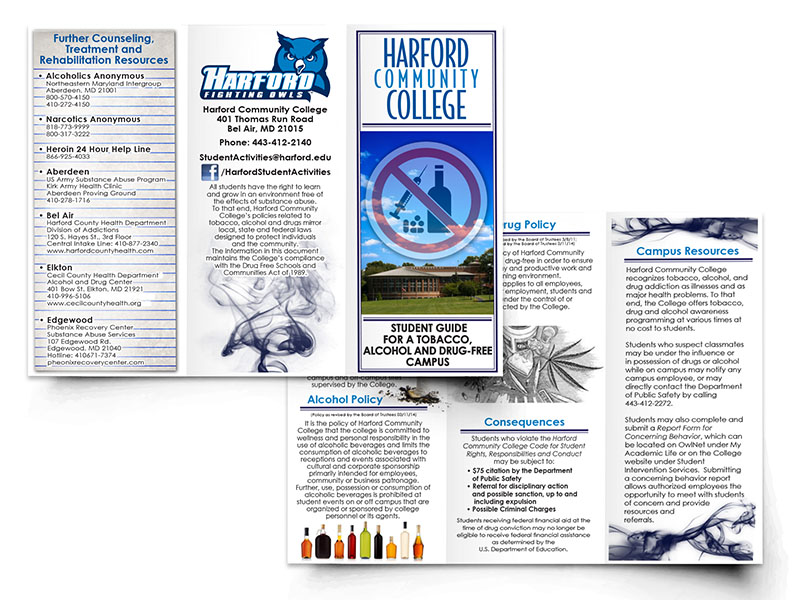 Further Counseling,
Treatment and
Rehabilitation Resources
• Alcoholics Anonymous
Northeastern Maryland Intergroup
Aberdeen, MD 21001
800-570-4150
410-272-4150
• Narcotics Anonymous
818-773-9999
800-317-3222
• Heroin 24 Hour Help Line
866-925-4033
• Aberdeen
US Army Substance Abuse Program
Kirk Army Health Clinic
Aberdeen Proving Ground
410-278-1716
• Bel Air
Harford County Health Department
Division of Addictions
120 S. Hayes St., 3rd Floor
Central Intake Line: 410-877-2340
www.harfordcountyhealth.com
• Elkton
Cecil County Health Department
Alcohol and Drug Center
401 Bow St. Elkton, MD 21921
410-996-5106
www.cecilcountyhealth.org
• Edgewood
Phoenix Recovery Center
Substance Abuse Services
107 Edgewood Rd.
Edgewood, MD 21040
Hotline: 410671-7374
pheonixrecoverycenter.com
HARFORD
FIGHTING OWLS
Harford Community College
401 Thomas Run Road
Bel Air, MD 21015
Phone: 443-412-2140
StudentActivities@harford.edu
f /HarfordStudentActivities
All students have the right to learn
and grow in an environment free of
the effects of substance abuse.
To that end, Harford Community
College's policies related to
tobacco, alcohol and drugs mirror
local, state and federal laws
designed to protect individuals
and the community.
The information in this document
maintains the College's compliance
with the Drug Free Schools and
Communities Act of 1989.
HARFORD
COMMUNITY
COLLEGE
STUDENT GUIDE
FOR A TOBACCO,
ALCOHOL AND DRUG-FREE
CAMPUS
campus and on off-campus sites
supervised by the College.
Alcohol Policy
(Policy as revised by the Board of Trustees 03/11/14)
It is the policy of Harford Community
College that the college is committed to
wellness and personal responsibility in the
use of alcoholic beverages and limits the
consumption of alcoholic beverages to
receptions and events associated with
cultural and corporate sponsorship
primarily intended for employees,
community or business patronage.
Further, use, possession or consumption of
alcoholic beverages is prohibited at
student events on or off campus that are
organized or sponsored by college
personnel or its agents.
rug Policy
ed by the Board of Trustees 5/8/11;
d by the Board of Trustees 3/11/14)
cy of Harford Community
drug-free in order to ensure
y and productive work and
ning environment.
applies to all employees,
employment, students and
nder the control of or
cted by the College.
Consequences
Students who violate the Harford
Community College Code for Student
Rights, Responsibilities and Conduct
may be subject to:
• $75 citation by the Department
of Public Safety
• Referral for disciplinary action
and possible sanction, up to and
including expulsion
• Possible Criminal Charges
Students receiving federal financial aid at the
time of drug conviction may no longer be
eligible to receive federal financial assistance
as determined by the
U.S. Department of Education.
Campus Resources
Harford Community College
recognizes tobacco, alcohol, and
drug addiction as illnesses and as
major health problems. To that
end, the College offers tobacco,
drug and alcohol awareness
programming at various times at
no cost to students.
Students who suspect classmates
may be under the influence or
in possession of drugs or alcohol
while on campus may notify any
campus employee, or may
directly contact the Department
of Public Safety by calling
443-412-2272.
Students may also complete and
submit a Report Form for
Concerning Behavior, which can
be located on OwlNet under My
Academic Life or on the College
website under Student
Intervention Services. Submitting
a concerning behavior report
allows authorized employees the
opportunity to meet with students
of concern and provide
resources and
referrals.